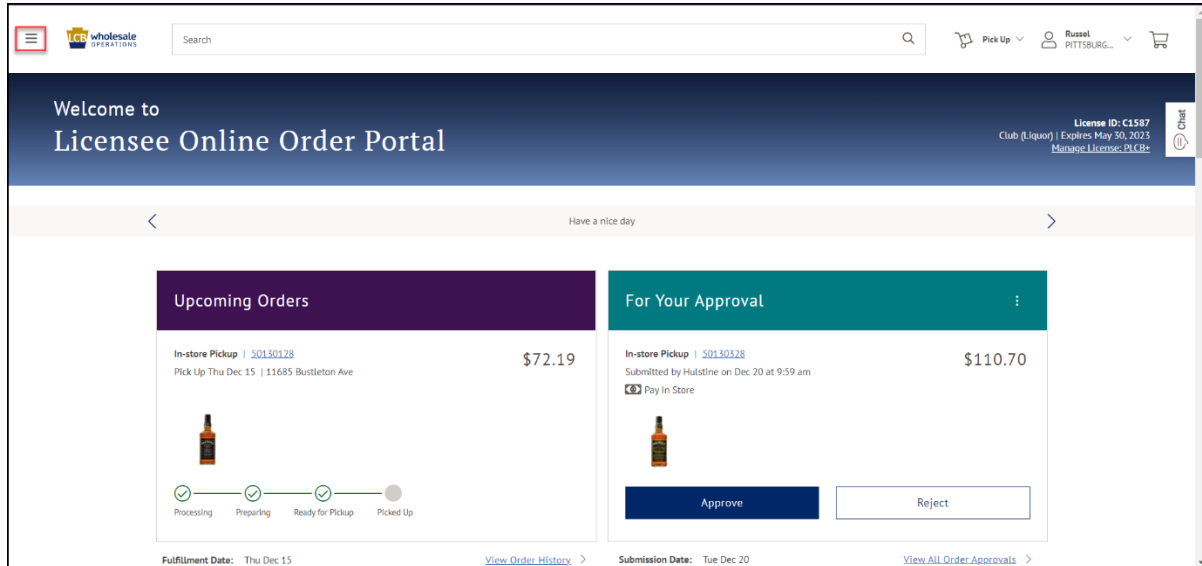 LCB wholesale
OPERATIONS
Search
Pick Up
Russel
PITTSBURG...
Welcome to
Licensee Online Order Portal
License ID: C1587
Club (Liquor) | Expires May 30, 2023
Manage License: PLCB+
Chat
Have a nice day
Upcoming Orders
In-store Pickup | 50130128
$72.19
Pick Up Thu Dec 15 | 11685 Bustleton Ave
Processing Preparing Ready for Pickup Picked Up
Fulfillment Date: Thu Dec 15
View Order History
For Your Approval
In-store Pickup | 50130328
$110.70
Submitted by Hulstine on Dec 20 at 9:59 am
Pay In Store
Approve
Reject
Submission Date: Tue Dec 20
View All Order Approvals